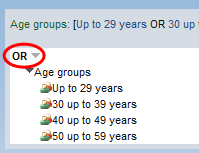 Age groups: [Up to 29 years OR 30 up
OR
Age groups
Up to 29 years
30 up to 39 years
40 up to 49 years
50 up to 59 years